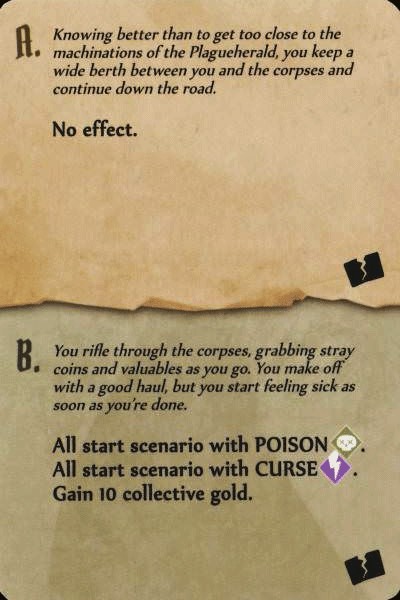 A. Knowing better than to get too close to the
machinations of the Plagueherald, you keep a
wide berth between you and the corpses and
continue down the road.
No effect.
B. You rifle through the corpses, grabbing stray
coins and valuables as you go. You make off
with a good haul, but you start feeling sick as
soon as you're done.
All start scenario with POISON.
All start scenario with CURSE.
Gain 10 collective gold.